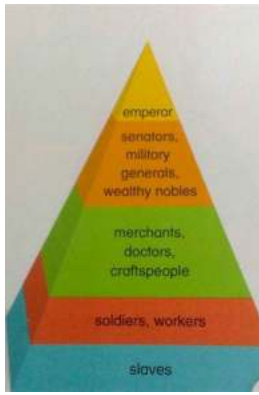 emperor
senators,
military
generals,
wealthy nobles
merchants,
doctors,
craftspeople
soldiers, workers
slaves